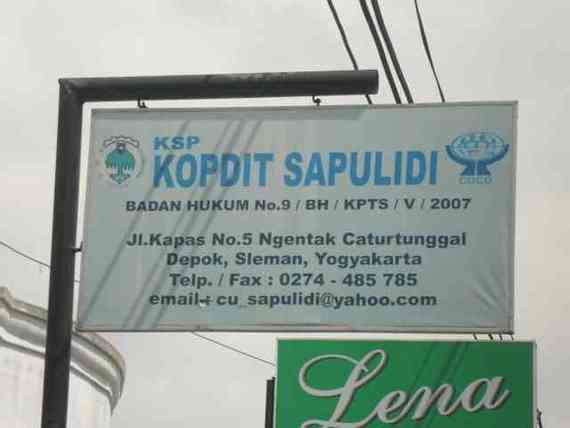 KSP
KOPDIT SAPULIDI
CUCO
BADAN HUKUM No.9 / BH / KPTS / V / 2007
Jl.Kapas No.5 Ngentak Caturtunggal
Depok, Sleman, Yogyakarta
Telp. / Fax : 0274 - 485 785
email : cu_sapulidi@yahoo.com
Lena